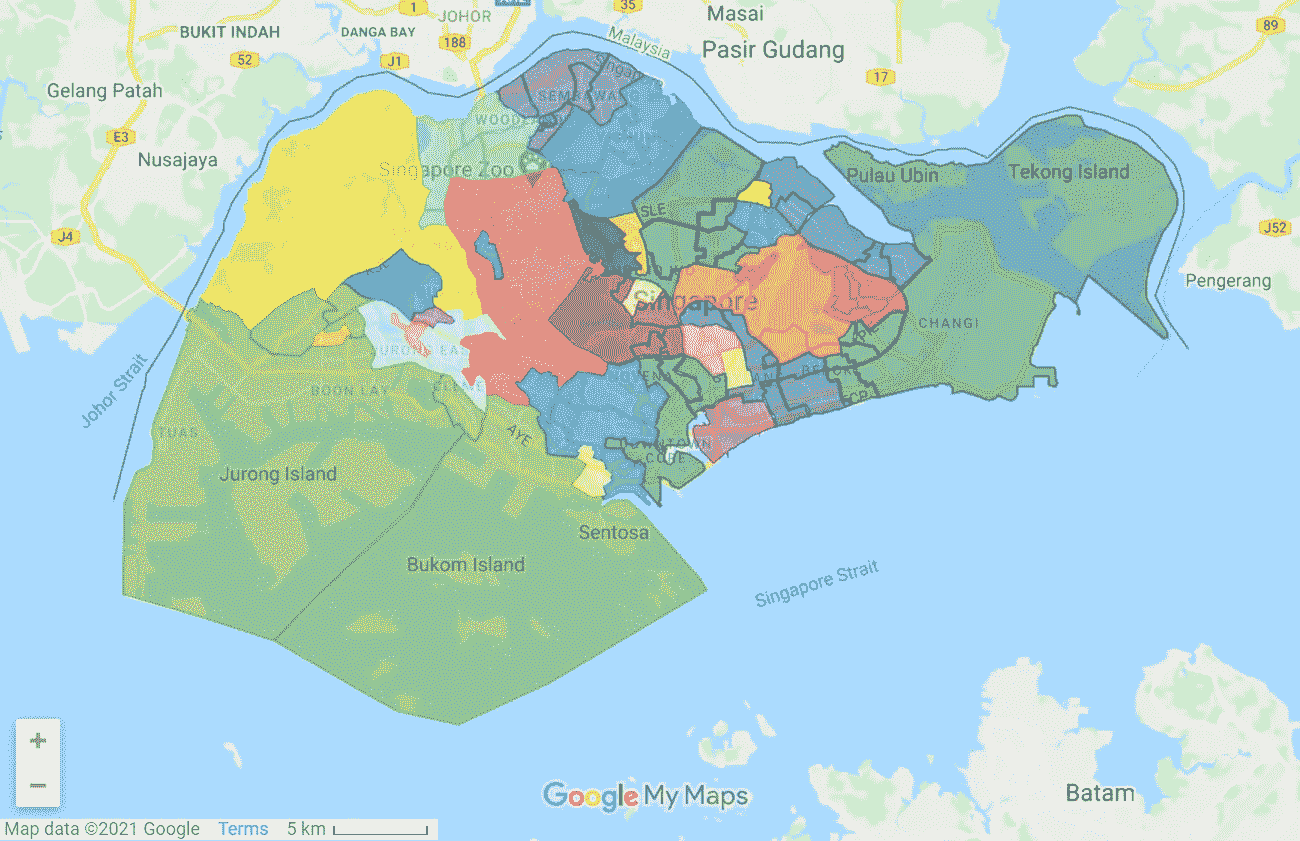 1
JOHOR
35
Masai
BUKIT INDAH
DANGA BAY
188
Malaysia
Pasir Gudang
89
52
J1
17
Gelang Patah
E3
Nusajaya
Singapore Zoo
Pulau Ubin
Tekong Island
SLE
J4
J52
Pengerang
Singapore
CHANGI
Johor Strait
BOON LAY
TUAS
AYE
Jurong Island
CORE
Sentosa
Bukom Island
Singapore Strait
+
−
Google My Maps
Batam
Map data ©2021 Google Terms 5 km